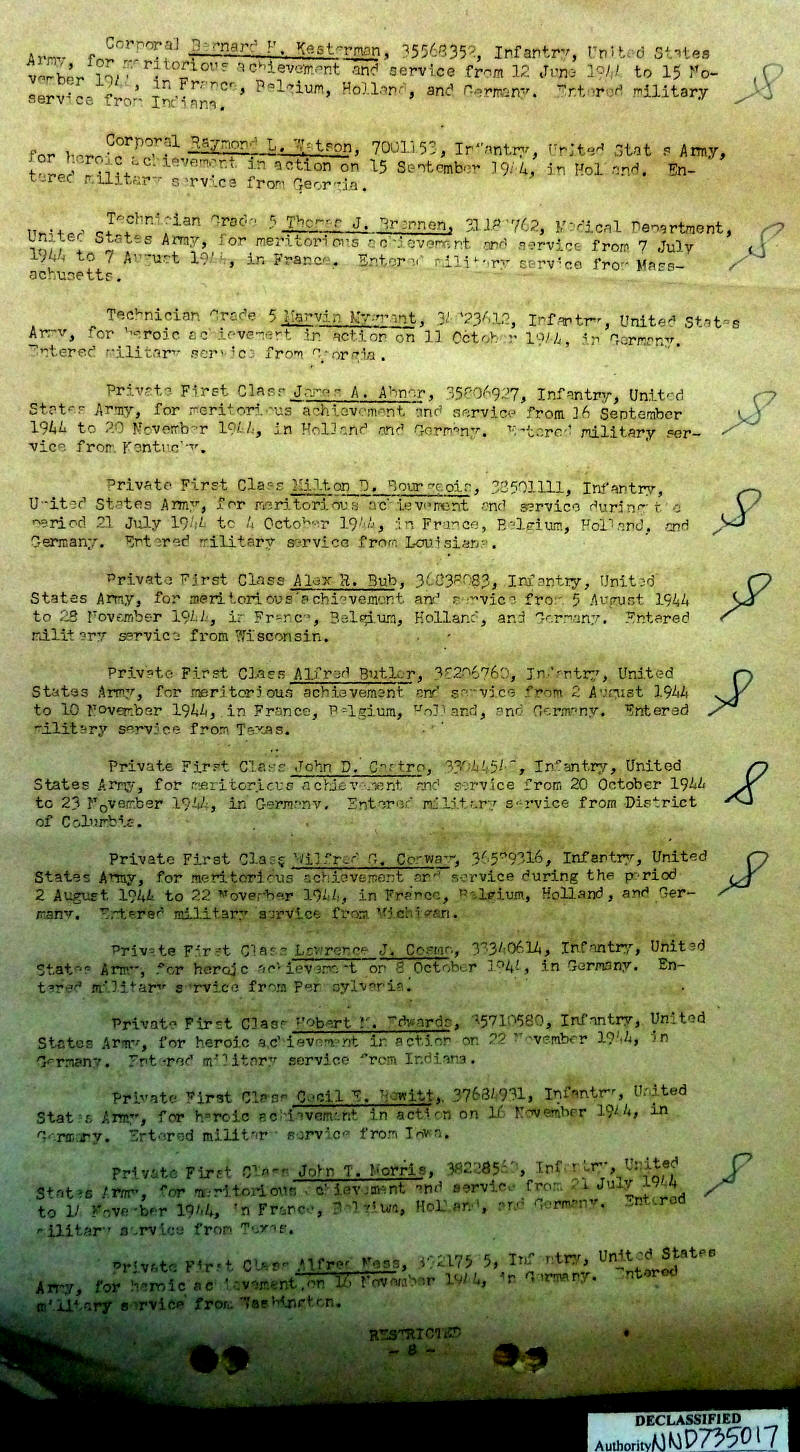 Corporal Bernard H. Kesterman, 35568352, Infantry, United States
Army, for meritorious achievement and service from 12 June 1944 to 15 No-
vember 1944, in France, Belgium, Holland, and Germany. Entered military
service from Indiana.
Corporal Raymond L. Watson, 7001153, Infantry, United States Army,
for heroic achievement in action on 15 September 1944, in Holland. En-
tered military service from Georgia.
Technician Grade 5 Thomas J. Brennen, Medical Department,
United States Army, for meritorious achievement and service from 7 July
1944 to 7 August 1944, in France. Entered military service from Mass-
achusetts.
Technician Grade 5 Marvin Infantry, United States
Army, for heroic achievement in action on 11 October 1944, in Germany.
Entered military service from Georgia.
Private First Class James A. Abner, 35806927, Infantry, United
States Army, for meritorious achievement and service from 16 September
1944 to 20 November 1944, in Holland and Germany. Entered military ser-
vice from Kentucky.
Private First Class Milton D. Bourgeois, 38501111, Infantry,
United States Army, for meritorious achievement and service during the
period 21 July 1944 to 4 October 1944, in France, Belgium, Holland, and
Germany. Entered military service from Louisiana.
Private First Class Alex R. Bub, Infantry, United
States Army, for meritorious achievement and service from 5 August 1944
to 28 November 1944, in France, Belgium, Holland, and Germany. Entered
military service from Wisconsin.
Private First Class Alfred Butler, 38206760, Infantry, United
States Army, for meritorious achievement and service from 2 August 1944
to 10 November 1944, in France, Belgium, Holland, and Germany. Entered
military service from Texas.
Private First Class John D. Castro, Infantry, United
States Army, for meritorious achievement and service from 20 October 1944
to 23 November 1944, in Germany. Entered military service from District
of Columbia.
Private First Class Wilfred G. Conway, 36589316, Infantry, United
States Army, for meritorious achievement and service during the period
2 August 1944 to 22 November 1944, in France, Belgium, Holland, and Ger-
many. Entered military service from Michigan.
Private First Class Lawrence J. Cosmo, 33340614, Infantry, United
States Army, for heroic achievement on 8 October 1944, in Germany. En-
tered military service from Pennsylvania.
Private First Class Robert M. Edwards, 35710580, Infantry, United
States Army, for heroic achievement in action on 22 November 1944, in
Germany. Entered military service from Indiana.
Private First Class Cecil E. Hewitt, 37684931, Infantry, United
States Army, for heroic achievement in action on 16 November 1944, in
Germany. Entered military service from Iowa.
Private First Class John T. Morris, Infantry, United
States Army, for meritorious achievement and service from 21 July 1944
to 14 November 1944, in France, Belgium, Holland, and Germany. Entered
military service from Texas.
Private First Class Alfred Ness, Infantry, United States
Army, for heroic achievement on 16 November 1944, in Germany. Entered
military service from Washington.
RESTRICTED
- 8 -
DECLASSIFIED
Authority NND735017